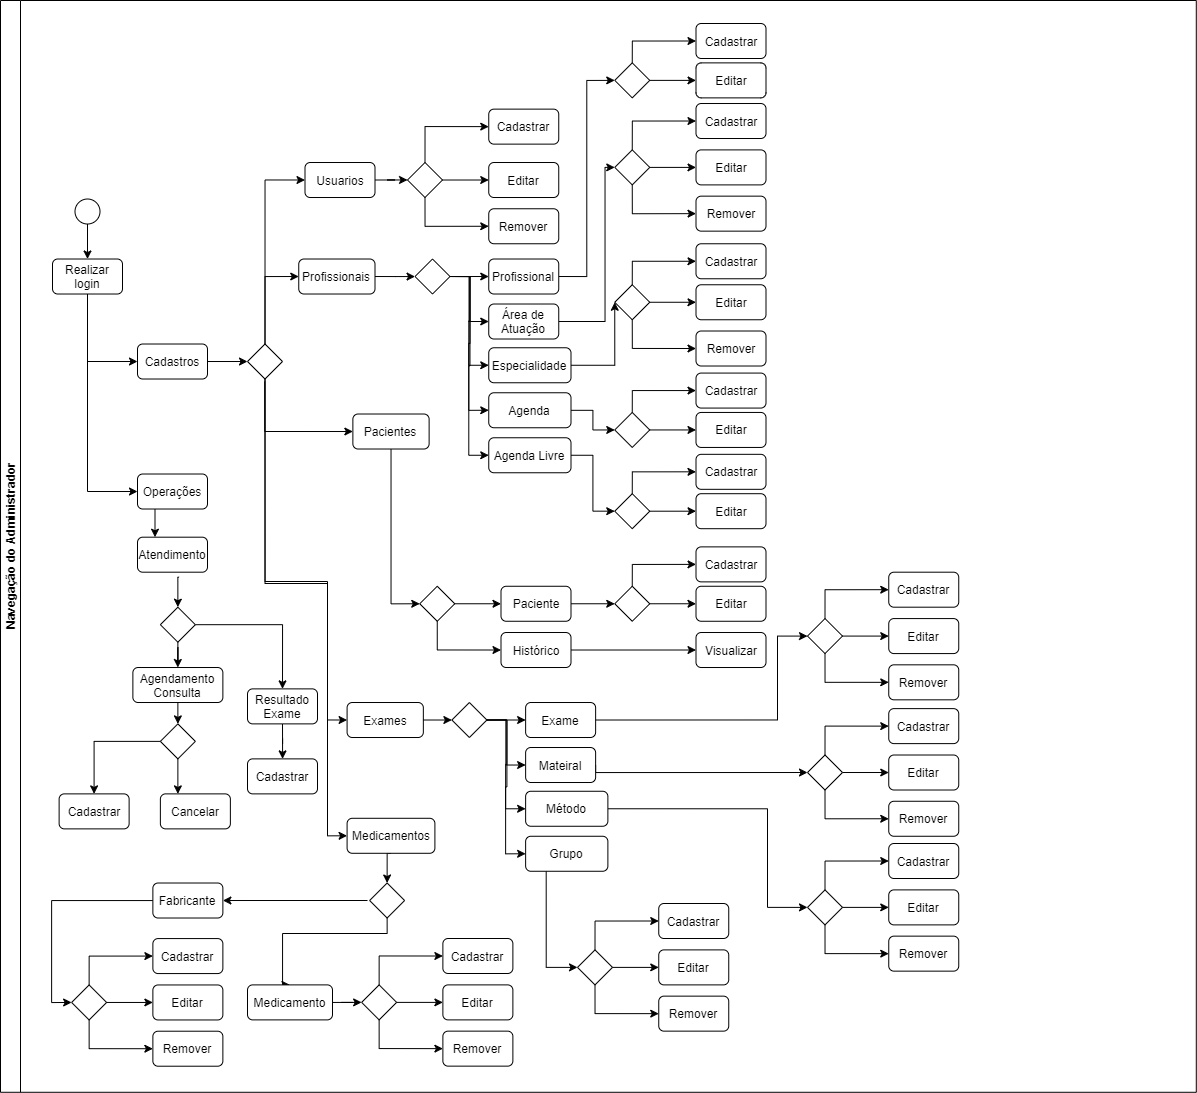 Navegação do Administrador
Realizar
login
Cadastros
Usuarios
Cadastrar
Editar
Remover
Profissionais
Profissional
Cadastrar
Editar
Área de
Atuação
Cadastrar
Editar
Remover
Especialidade
Cadastrar
Editar
Remover
Agenda
Cadastrar
Editar
Agenda Livre
Cadastrar
Editar
Pacientes
Paciente
Cadastrar
Editar
Histórico
Visualizar
Operações
Atendimento
Agendamento
Consulta
Cadastrar
Cancelar
Resultado
Exame
Cadastrar
Exames
Exame
Cadastrar
Editar
Remover
Mateiral
Cadastrar
Editar
Remover
Método
Cadastrar
Editar
Remover
Grupo
Cadastrar
Editar
Remover
Medicamentos
Fabricante
Cadastrar
Editar
Remover
Medicamento
Cadastrar
Editar
Remover